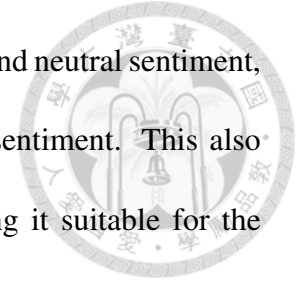 nd neutral sentiment,
sentiment. This also
g it suitable for the